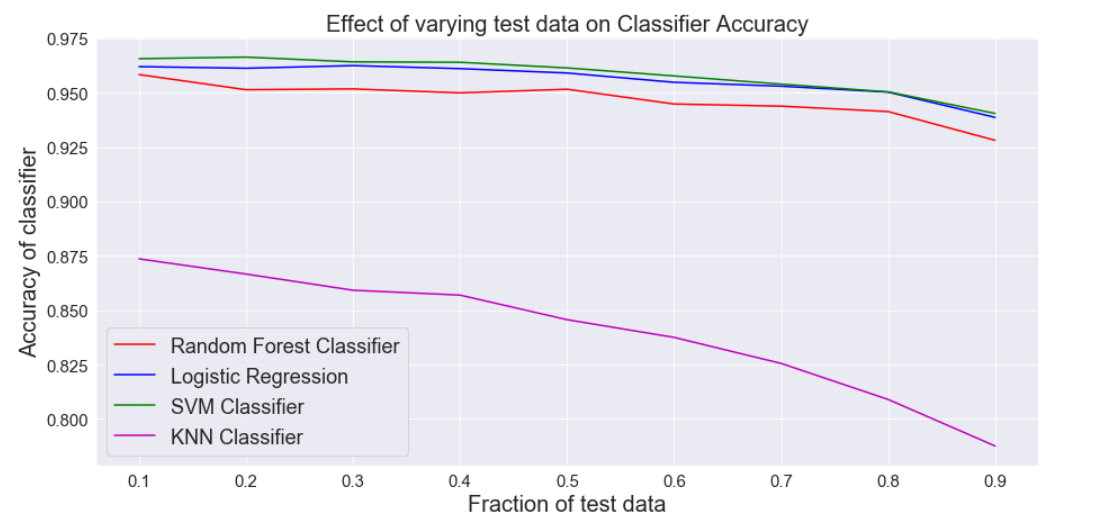 Effect of varying test data on Classifier Accuracy
0.975
0.950
0.925
0.900
0.875
0.850
0.825
0.800
Accuracy of classifier
Random Forest Classifier
Logistic Regression
SVM Classifier
KNN Classifier
0.1 0.2 0.3 0.4 0.5 0.6 0.7 0.8 0.9
Fraction of test data